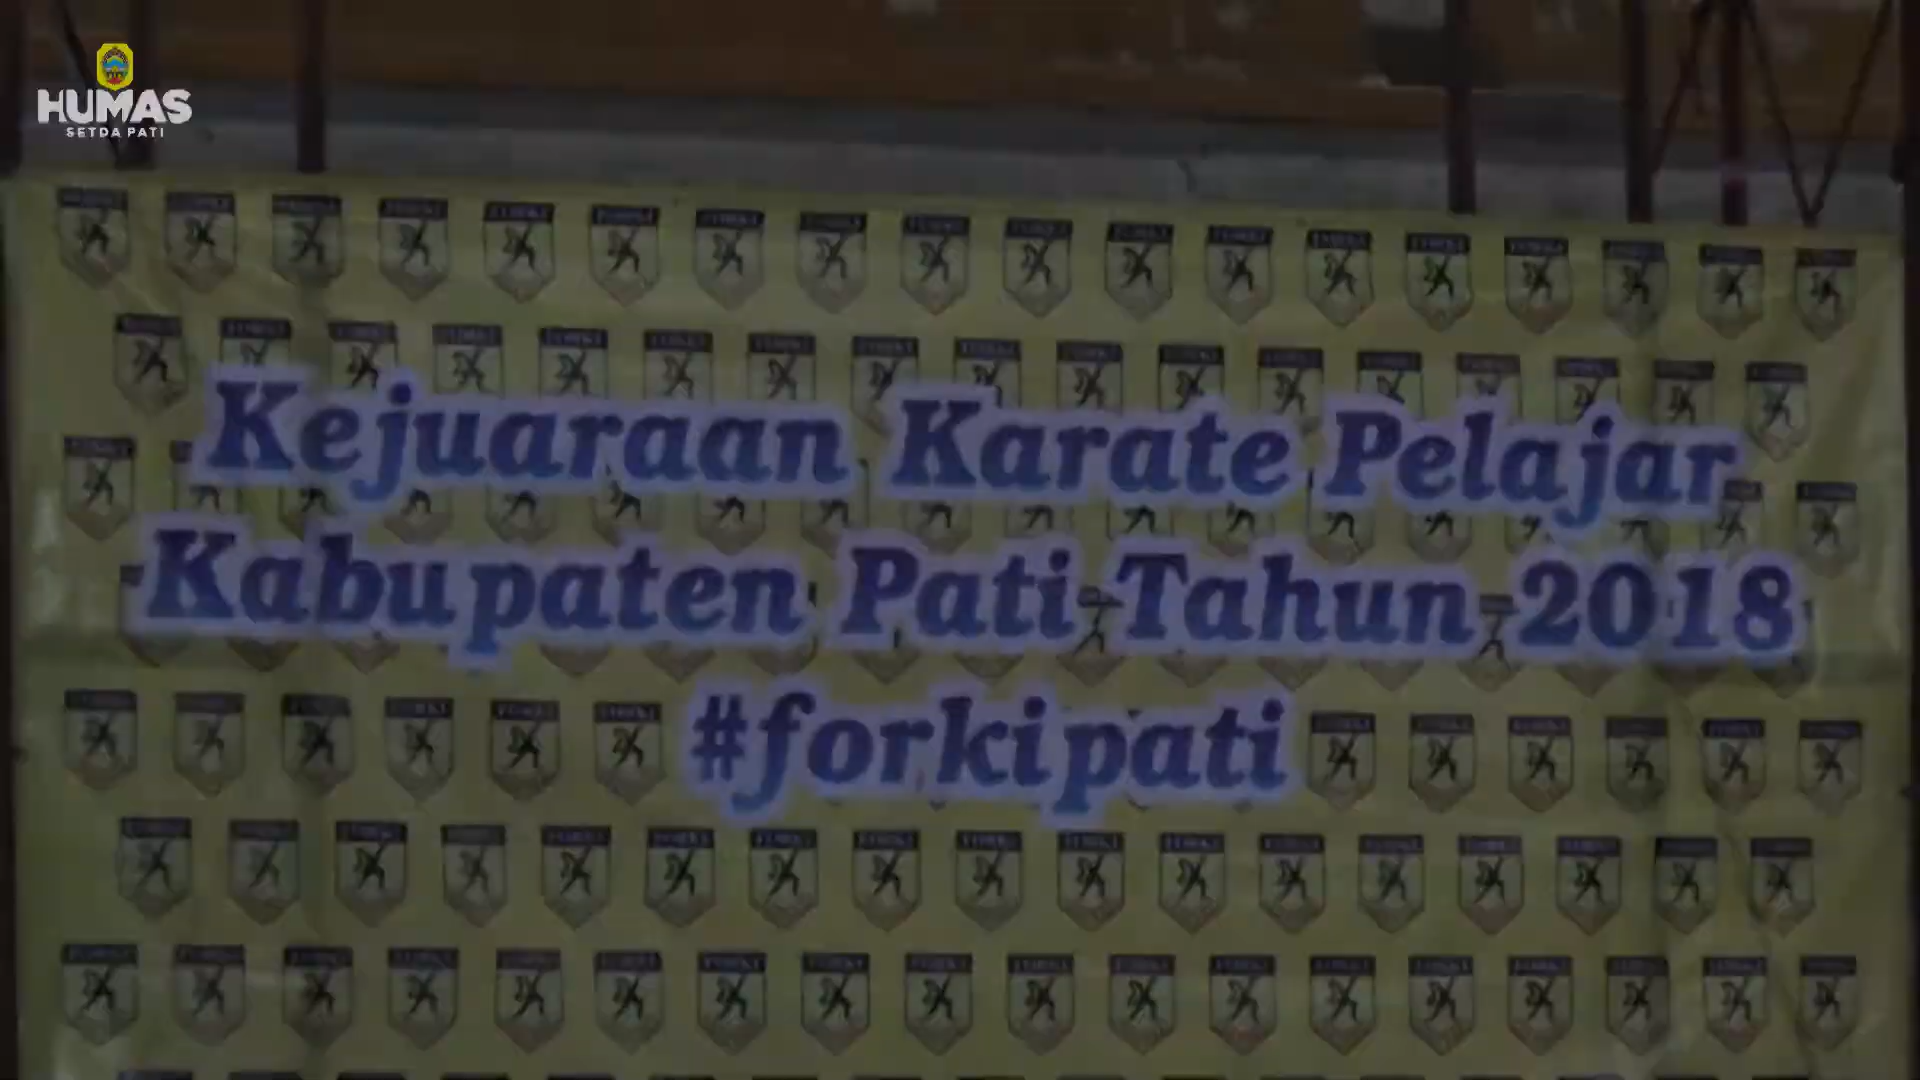 HUMAS
SETDA PATI
Kejuaraan Karate Pelajar
Kabupaten Pati Tahun 2018
#forkipati